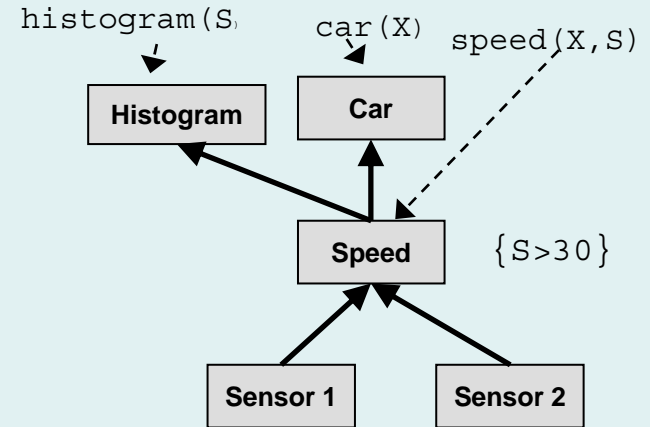 histogram(S)
car(X)
speed(X,S)
Histogram
Car
Speed
{S>30}
Sensor 1
Sensor 2